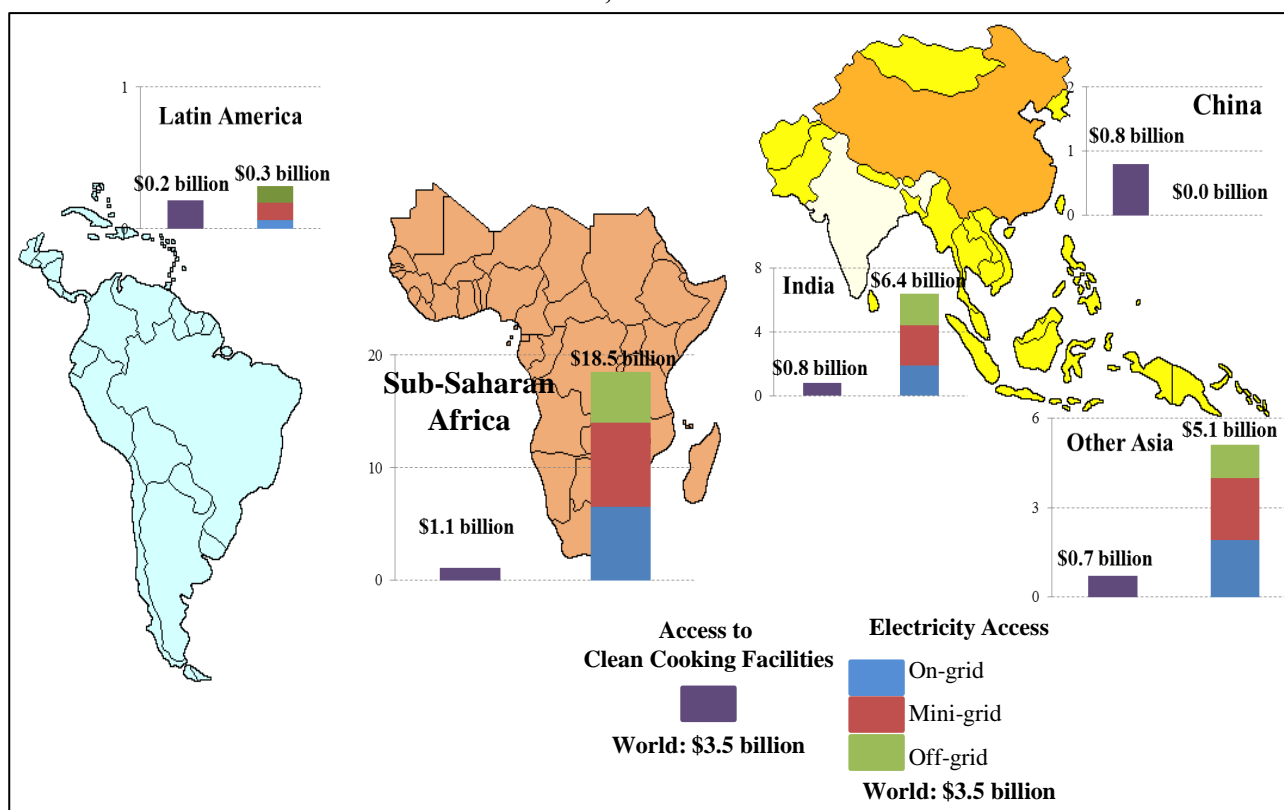 1
Latin America
$0.2 billion
$0.3 billion
20
10
0
Sub-Saharan
Africa
$1.1 billion
$18.5 billion
2
1
0
China
$0.8 billion
$0.0 billion
8
4
0
India
$0.8 billion
$6.4 billion
6
3
0
Other Asia
$0.7 billion
$5.1 billion
Access to
Clean Cooking Facilities
World: $3.5 billion
Electricity Access
On-grid
Mini-grid
Off-grid
World: $3.5 billion